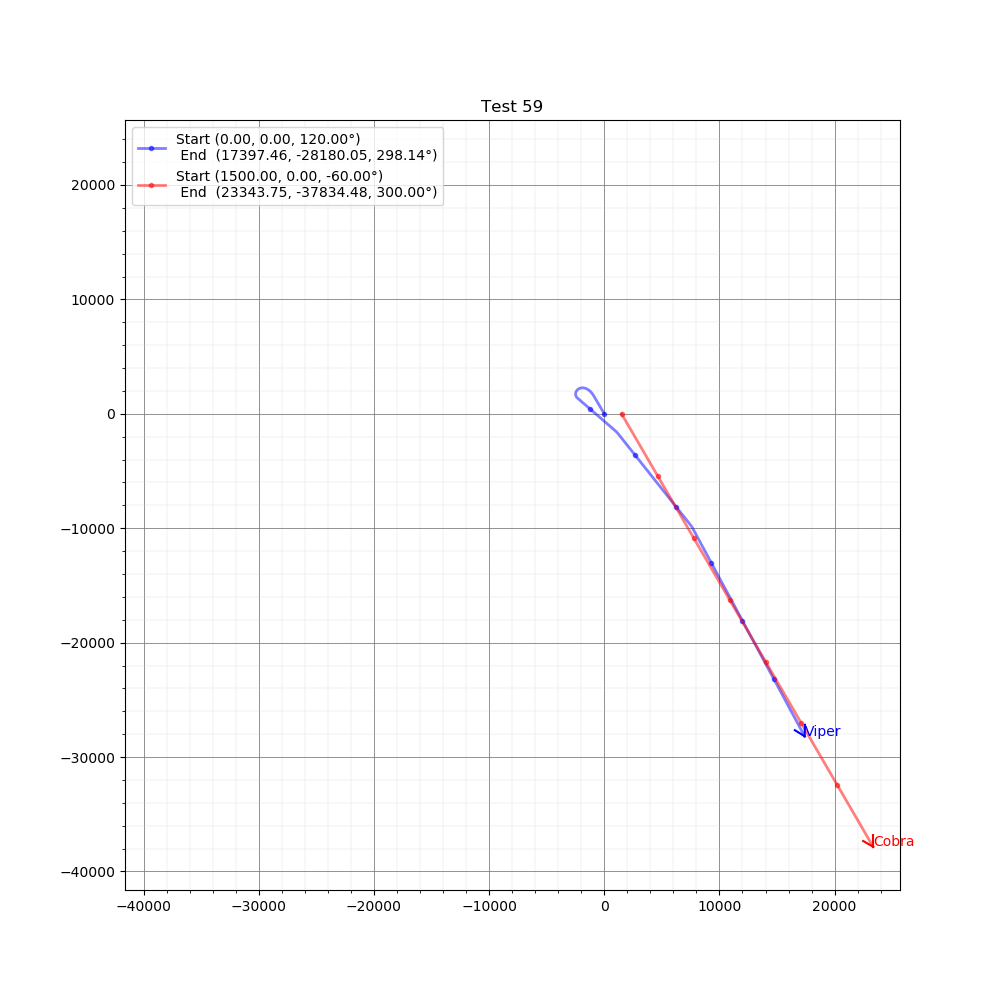 Test 59
Start (0.00, 0.00, 120.00°)
End (17397.46, -28180.05, 298.14°)
Start (1500.00, 0.00, -60.00°)
End (23343.75, -37834.48, 300.00°)
20000
10000
0
−10000
−20000
−30000
−40000
Viper
Cobra
−40000 −30000 −20000 −10000 0 10000 20000